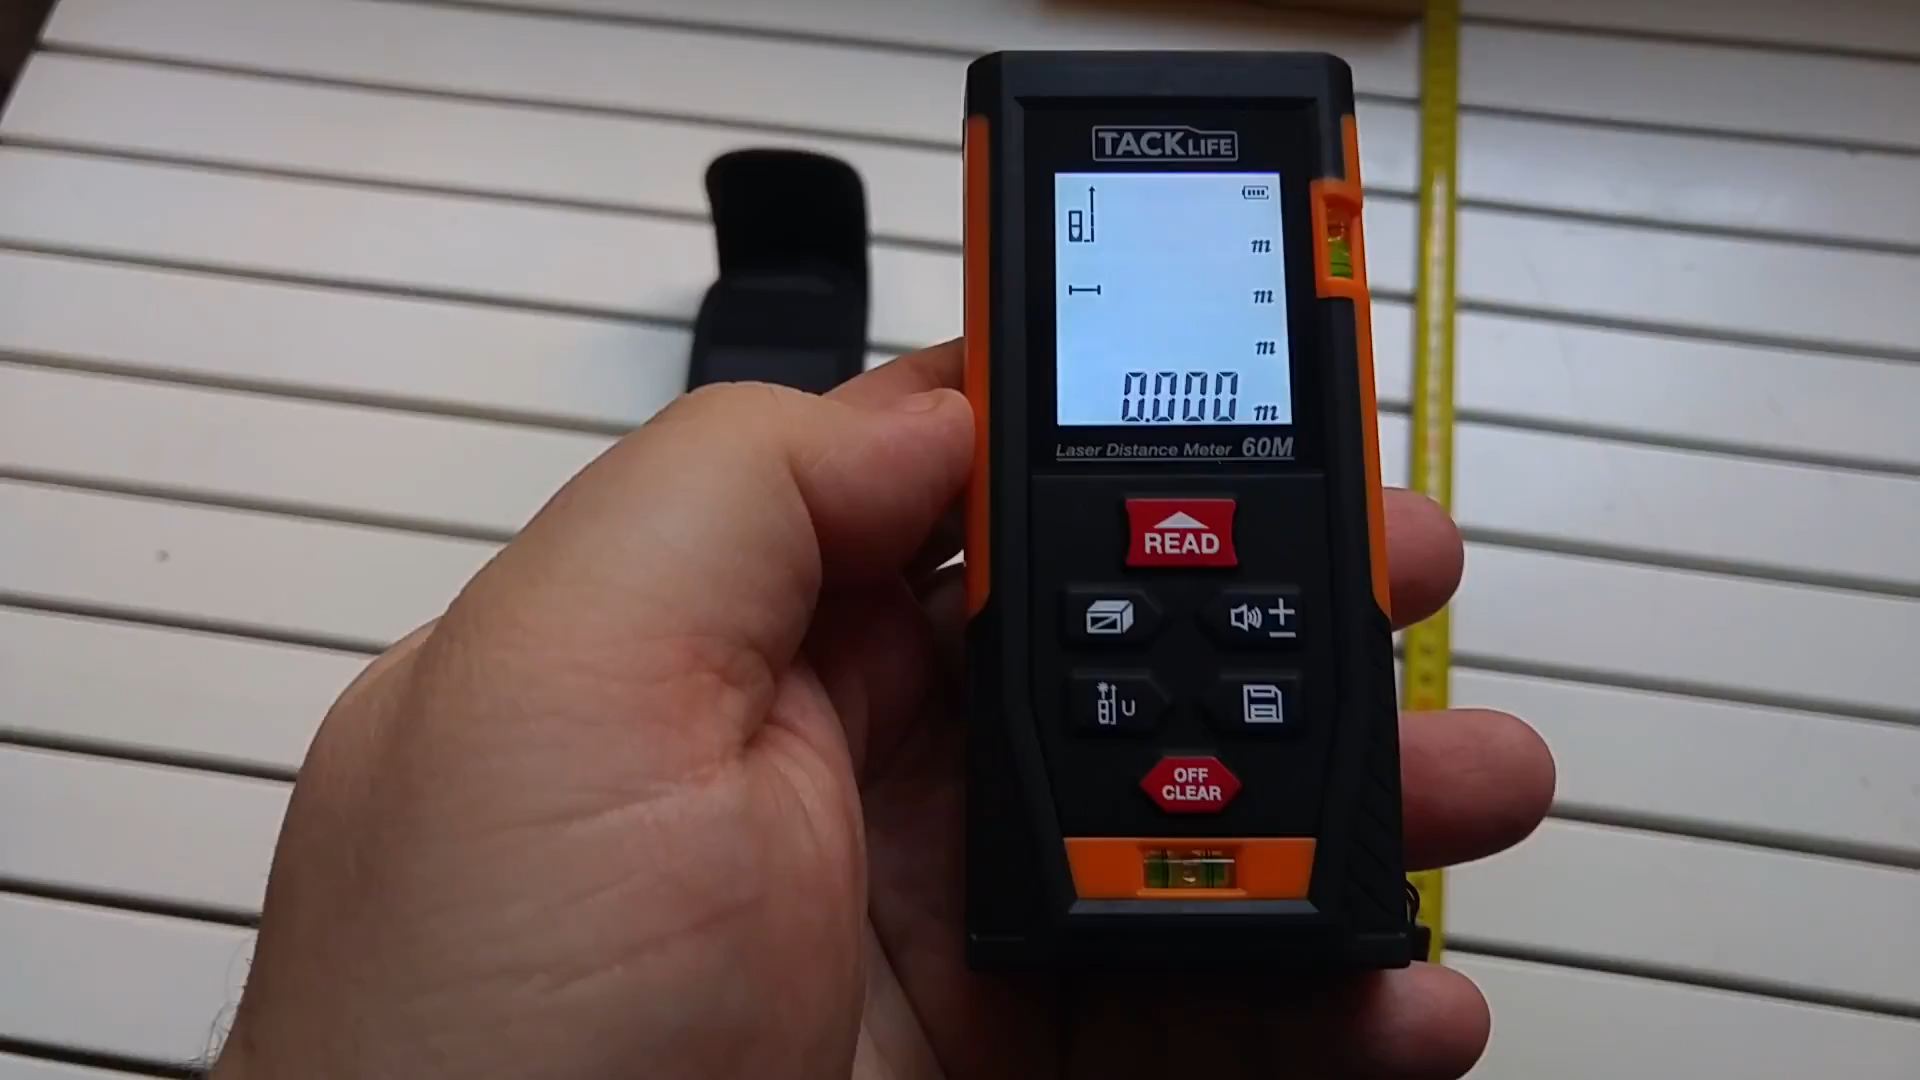 TACKLIFE
m
m
m
0.000 m
Laser Distance Meter 60M
READ
U
OFF
CLEAR